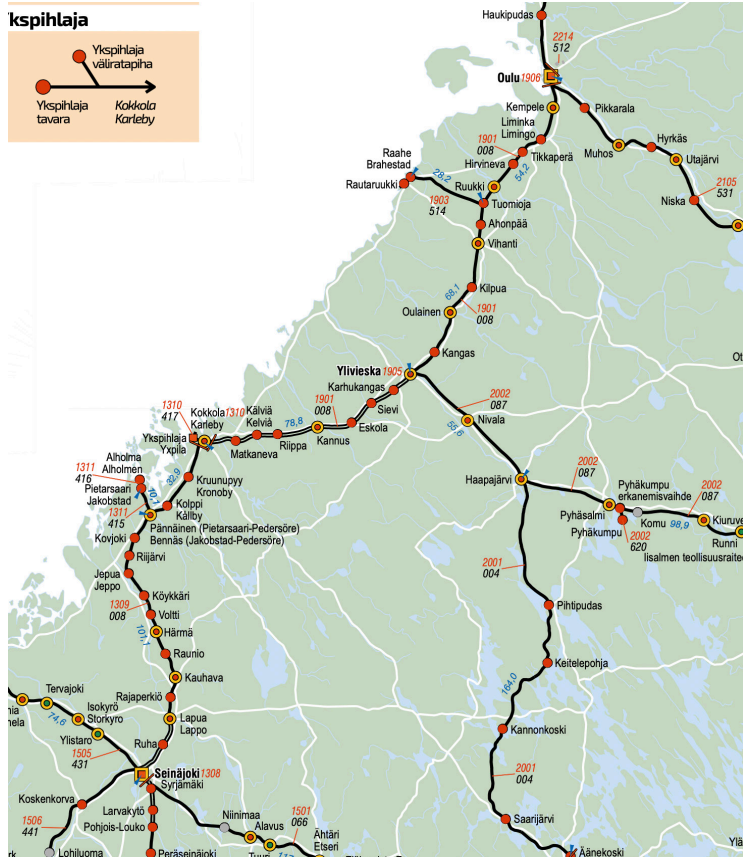 Ykspihlaja
Ykspihlaja
väliratapiha
Ykspihlaja
tavara
Kokkola
Karleby
Haukipudas
2214
512
Oulu 1906
Kempele
Pikkarala
Liminka
Limingo
1901
008
Tikkaperä
Hirvineva
54,2
Muhos
Hyrkäs
Utajärvi
Raahe
Brahestad
28,2
Rautaruukki
Ruukki
1903
514
Tuomioja
Niska
2105
531
Ahonpää
Vihanti
Kilpua
68,1
Oulainen
1901
008
Kangas
Ot
Ylivieska 1905
Karhukangas
Sievi
2002
087
Nivala
55,6
1310
417
Kokkola
Karleby
1310
Kälviä
Kelviå
78,8
1901
008
Eskola
Kannus
Riippa
Matkaneva
Ykspihlaja
Yxpila
Alholma
Alholmen
1311
416
Pietarsaari
Jakobstad
10,1
32,9
Kruunupyy
Kronoby
Kolppi
Kållby
1311
415
Pännäinen (Pietarsaari-Pedersöre)
Bennäs (Jakobstad-Pedersöre)
Haapajärvi
2002
087
Pyhäkumpu
erkanemisvaihde
2002
087
Pyhäsalmi
Komu
98,9
Kiuruve
Pyhäkumpu
2002
620
Runni
Iisalmen teollisuusraitee
Kovjoki
Riijärvi
Jepua
Jeppo
Köykkäri
1309
008
Voltti
Härmä
101,1
Raunio
Kauhava
2001
004
Pihtipudas
Keitelepohja
164,0
Kannonkoski
2001
004
Saarijärvi
Äänekoski
Ylä
Rajaperkiö
Lapua
Lappo
Ruha
Tervajoki
nia
nela
74,6
Isokyrö
Storkyro
Ylistaro
1505
431
Seinäjoki 1308
Syrjämäki
Koskenkorva
1506
441
Larvakytö
Pohjois-Louko
Niinimaa
Alavus
1501
066
Ähtäri
Etseri
rk
Lohiluoma
Peräseinäjoki
Tuuri